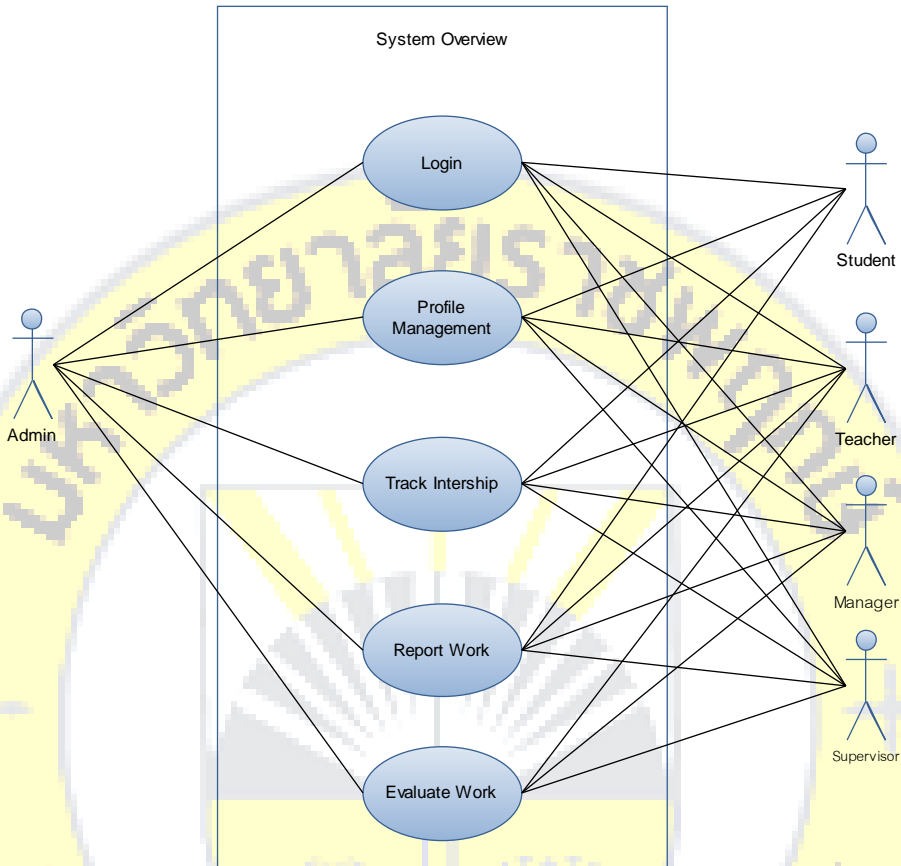 System Overview
Login
Profile
Management
Track Intership
Report Work
Evaluate Work
Admin
Student
Teacher
Manager
Supervisor